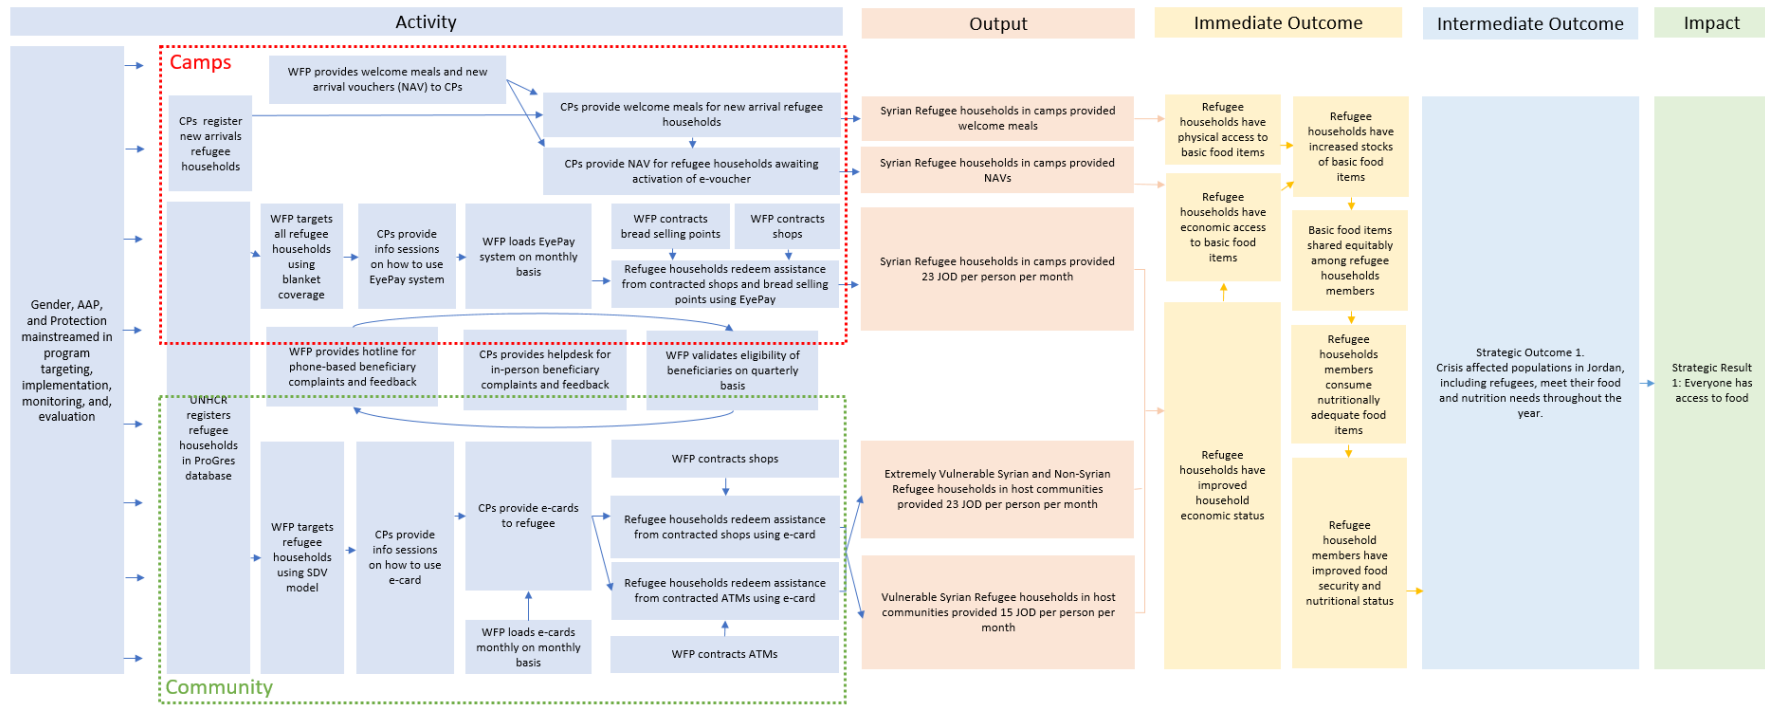 Activity
Output
Immediate Outcome
Intermediate Outcome
Impact
Gender, AAP,
and Protection
mainstreamed in
program
targeting,
implementation,
monitoring, and,
evaluation
Camps
WFP provides welcome meals and new
arrival vouchers (NAV) to CPs
CPs register
new arrivals
refugee
households
CPs provide welcome meals for new arrival refugee
households
CPs provide NAV for refugee households awaiting
activation of e-voucher
WFP targets
all refugee
households
using
blanket
coverage
CPs provide
info sessions
on how to use
EyePay system
WFP loads EyePay
system on monthly
basis
WFP contracts
bread selling points
WFP contracts
shops
Refugee households redeem assistance
from contracted shops and bread selling
points using EyePay
WFP provides hotline for
phone-based beneficiary
complaints and feedback
CPs provides helpdesk for
in-person beneficiary
complaints and feedback
WFP validates eligibility of
beneficiaries on quarterly
basis
UNHCR
registers
refugee
households
in ProGres
database
WFP targets
refugee
households
using SDV
model
CPs provide
info sessions
on how to use
e-card
CPs provide e-cards
to refugee
WFP loads e-cards
monthly on monthly
basis
WFP contracts shops
Refugee households redeem assistance
from contracted shops using e-card
Refugee households redeem assistance
from contracted ATMs using e-card
WFP contracts ATMs
Community
Syrian Refugee households in camps provided
welcome meals
Syrian Refugee households in camps provided
NAVs
Syrian Refugee households in camps provided
23 JOD per person per month
Extremely Vulnerable Syrian and Non-Syrian
Refugee households in host communities
provided 23 JOD per person per month
Vulnerable Syrian Refugee households in host
communities provided 15 JOD per person per
month
Refugee
households have
physical access to
basic food items
Refugee
households have
economic access
to basic food
items
Refugee
households have
improved
household
economic status
Refugee
households have
increased stocks
of basic food
items
Basic food items
shared equitably
among refugee
households
members
Refugee
households
members
consume
nutritionally
adequate food
items
Refugee
household
members have
improved food
security and
nutritional status
Strategic Outcome 1.
Crisis affected populations in Jordan,
including refugees, meet their food
and nutrition needs throughout the
year.
Strategic Result
1: Everyone has
access to food